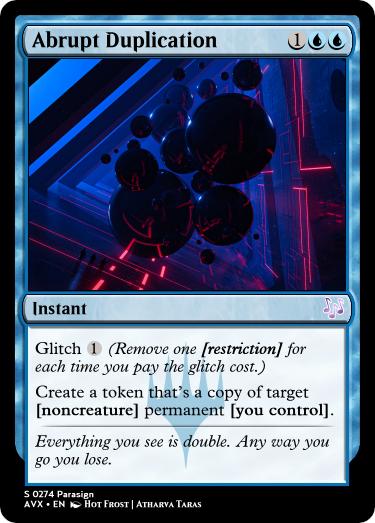 Abrupt Duplication 1
Instant
Glitch 1 (Remove one [restriction] for
each time you pay the glitch cost.)
Create a token that's a copy of target
[noncreature] permanent [you control].
Everything you see is double. Any way you
go you lose.
S 0274 Parasign
AVX • EN Hot Frost | Atharva Taras